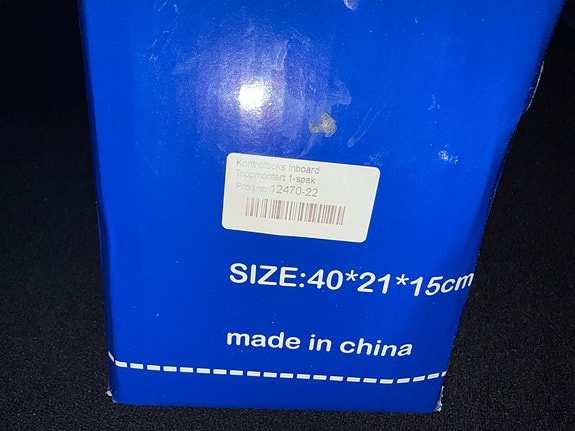 Kontrollboks Inboard
Toppmontert 1-spak
Prod.nr. 12470-22
SIZE:40*21*15cm
made in china